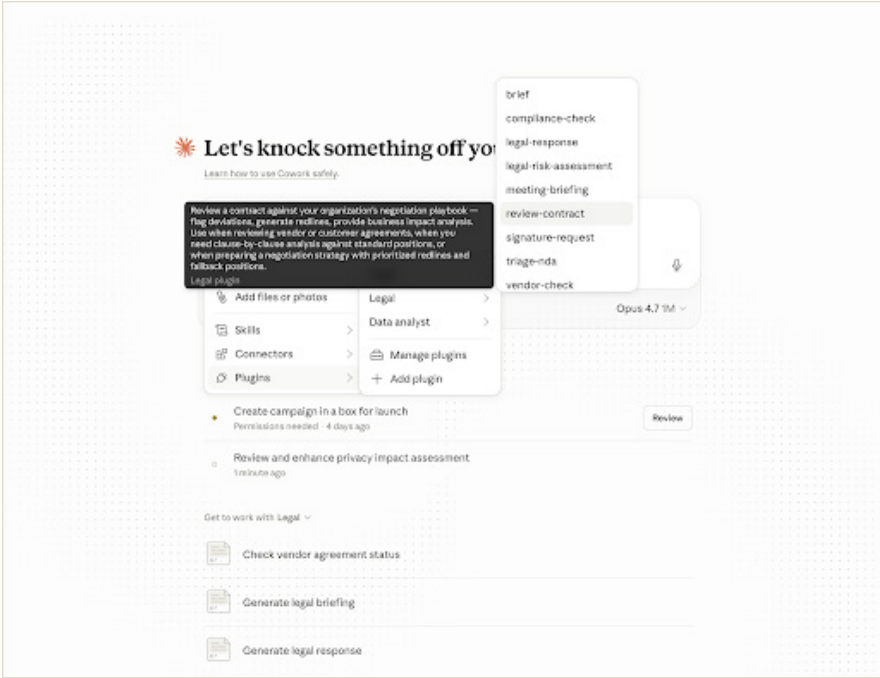 brief
compliance-check
legal-response
legal-risk-assessment
meeting-briefing
review-contract
signature-request
triage-nda
vendor-check
Let's knock something off you
Learn how to use Cowork safely.
Review a contract against your organization's negotiation playbook —
flag deviations, generate redlines, provide business impact analysis.
Use when reviewing vendor or customer agreements, when you
need clause-by-clause analysis against standard positions, or
when preparing a negotiation strategy with prioritized redlines and
fallback positions.
Legal plugin
Add files or photos
Skills
Connectors
Plugins
Legal
Data analyst
Manage plugins
Add plugin
Opus 4.7 1M
Create campaign in a box for launch
Permissions needed · 4 days ago
Review
Review and enhance privacy impact assessment
1 minute ago
Get to work with Legal
Check vendor agreement status
Generate legal briefing
Generate legal response